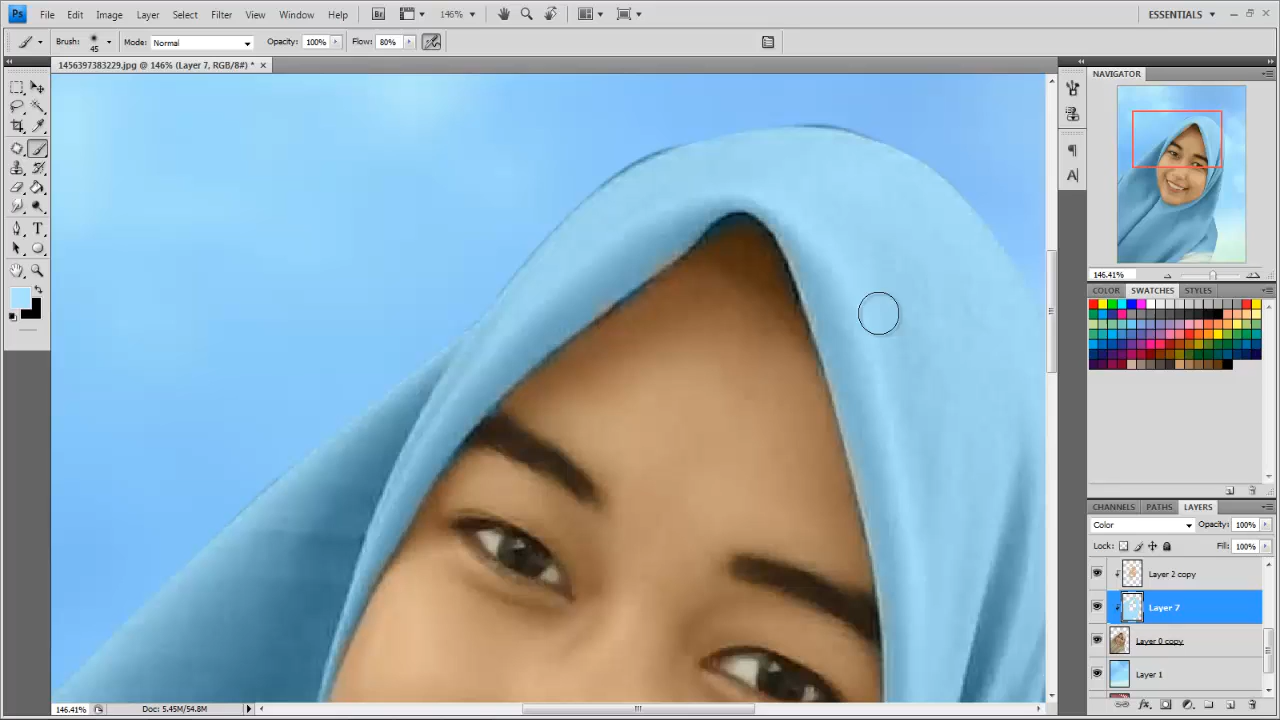 Ps File Edit Image Layer Select Filter View Window Help Br 146% ESSENTIALS
Brush: 45 Mode: Normal Opacity: 100% Flow: 80%
1456397383229.jpg @ 146% (Layer 7, RGB/8#) *
NAVIGATOR
146.41%
COLOR SWATCHES STYLES
CHANNELS PATHS LAYERS
Color Opacity: 100%
Lock: Fill: 100%
Layer 2 copy
Layer 7
Layer 0 copy
Layer 1
146.41% Doc: 5.45M/54.8M